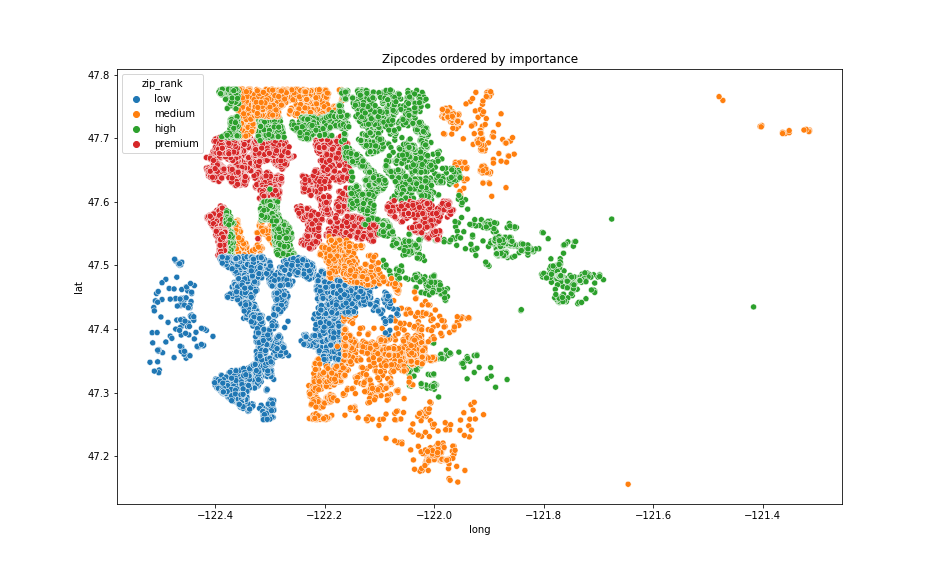 Zipcodes ordered by importance
zip_rank
low
medium
high
premium
lat
47.8
47.7
47.6
47.5
47.4
47.3
47.2
−122.4 −122.2 −122.0 −121.8 −121.6 −121.4
long